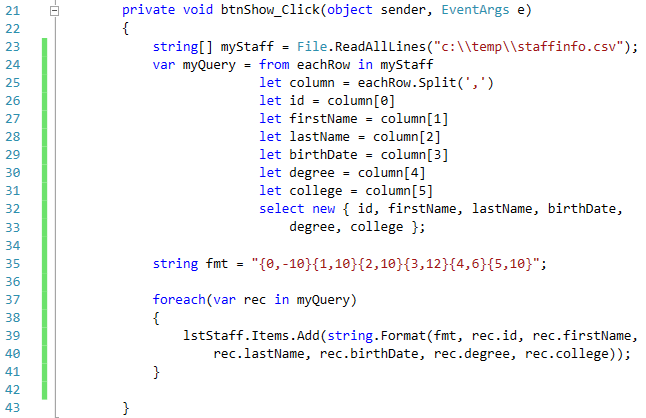 21 private void btnShow_Click(object sender, EventArgs e)
22 {
23 string[] myStaff = File.ReadAllLines("c:\\temp\\staffinfo.csv");
24 var myQuery = from eachRow in myStaff
25 let column = eachRow.Split(',')
26 let id = column[0]
27 let firstName = column[1]
28 let lastName = column[2]
29 let birthDate = column[3]
30 let degree = column[4]
31 let college = column[5]
32 select new { id, firstName, lastName, birthDate,
33 degree, college };
34
35 string fmt = "{0,-10}{1,10}{2,10}{3,12}{4,6}{5,10}";
36
37 foreach(var rec in myQuery)
38 {
39 lstStaff.Items.Add(string.Format(fmt, rec.id, rec.firstName,
40 rec.lastName, rec.birthDate, rec.degree, rec.college));
41 }
42
43 }